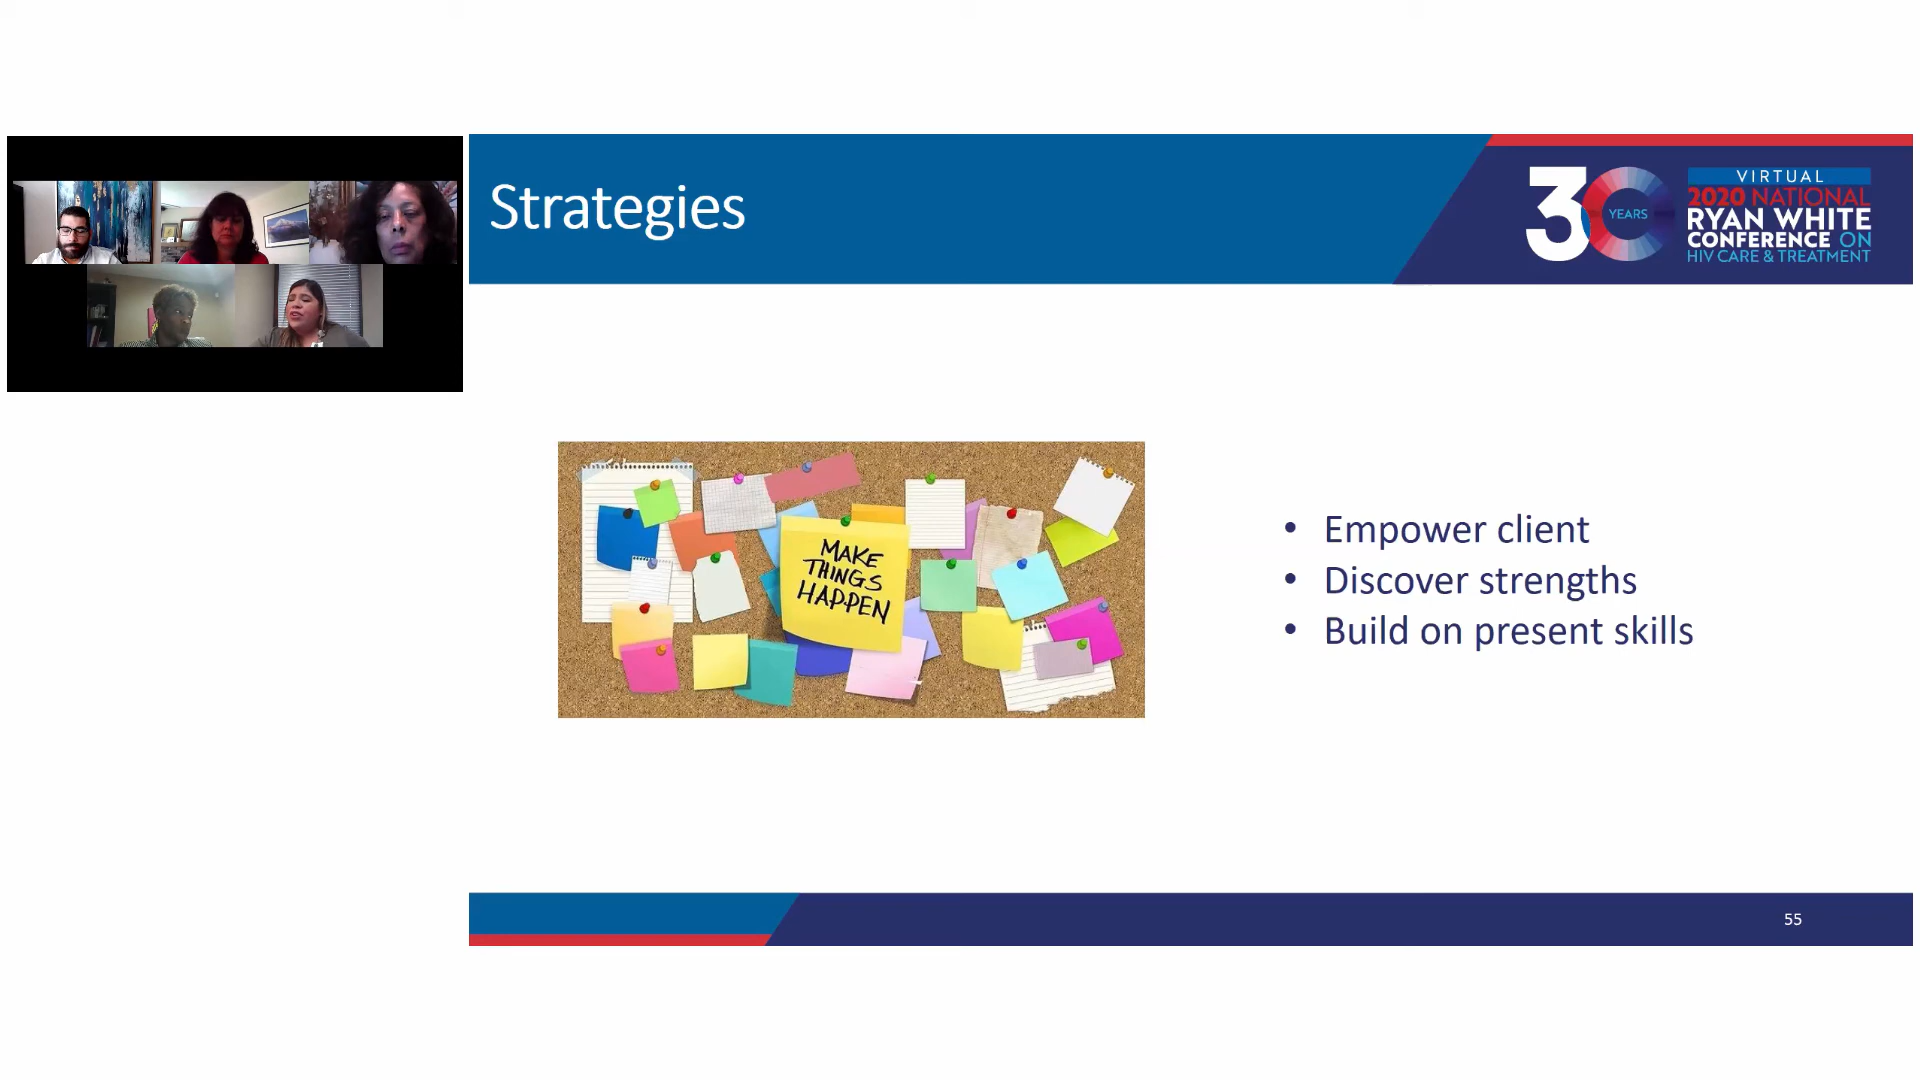 Strategies
30
YEARS
VIRTUAL
2020 NATIONAL
RYAN WHITE
CONFERENCE ON
HIV CARE & TREATMENT
MAKE
THINGS
HAPPEN
• Empower client
• Discover strengths
• Build on present skills
55